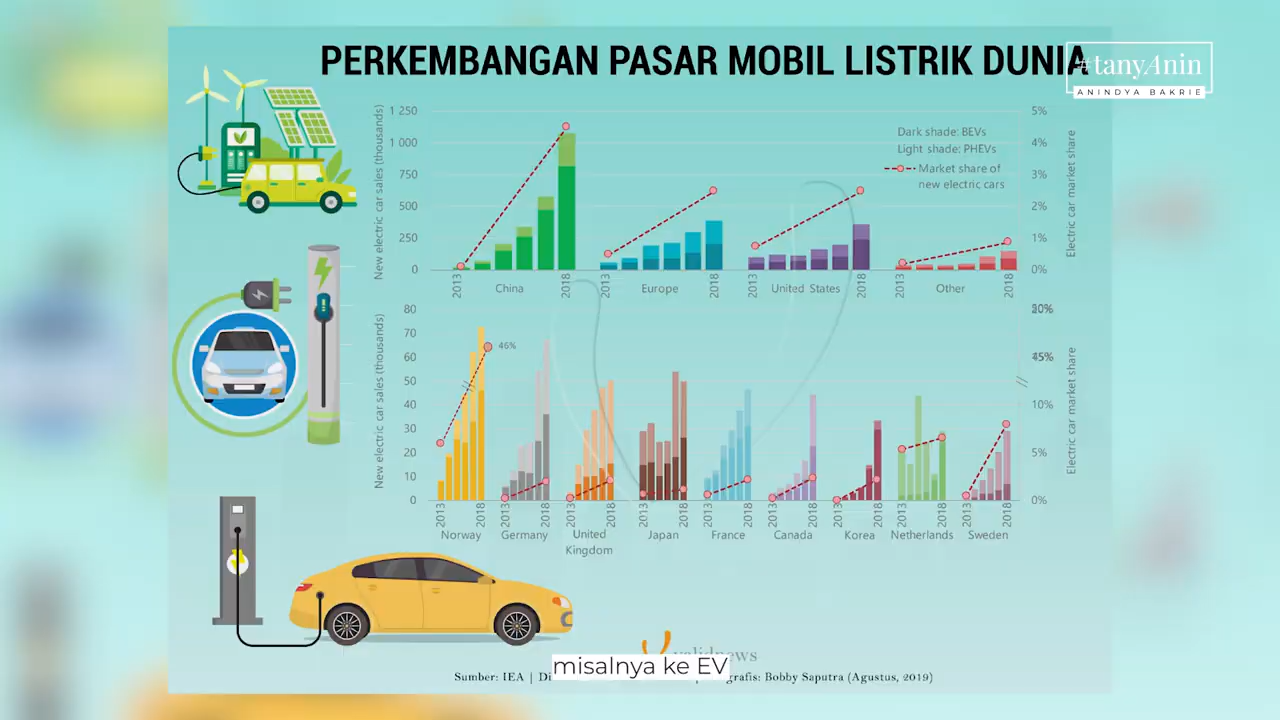 PERKEMBANGAN PASAR MOBIL LISTRIK DUNIA
#tanyAnin
ANINDYA BAKRIE
New electric car sales (thousands)
1 250
1 000
750
500
250
0
5%
4%
3%
2%
1%
0%
Electric car market share
Dark shade: BEVs
Light shade: PHEVs
Market share of
new electric cars
2013 China 2018
2013 Europe 2018
2013 United States 2018
2013 Other 2018
New electric car sales (thousands)
80
70
60
50
40
30
20
10
0
46%
45%
10%
5%
0%
Electric car market share
2013 Norway 2018
2013 Germany 2018
2013 United Kingdom 2018
2013 Japan 2018
2013 France 2018
2013 Canada 2018
2013 Korea 2018
2013 Netherlands 2018
2013 Sweden 2018
validnews
misalnya ke EV
Sumber: IEA | Di
grafis: Bobby Saputra (Agustus, 2019)